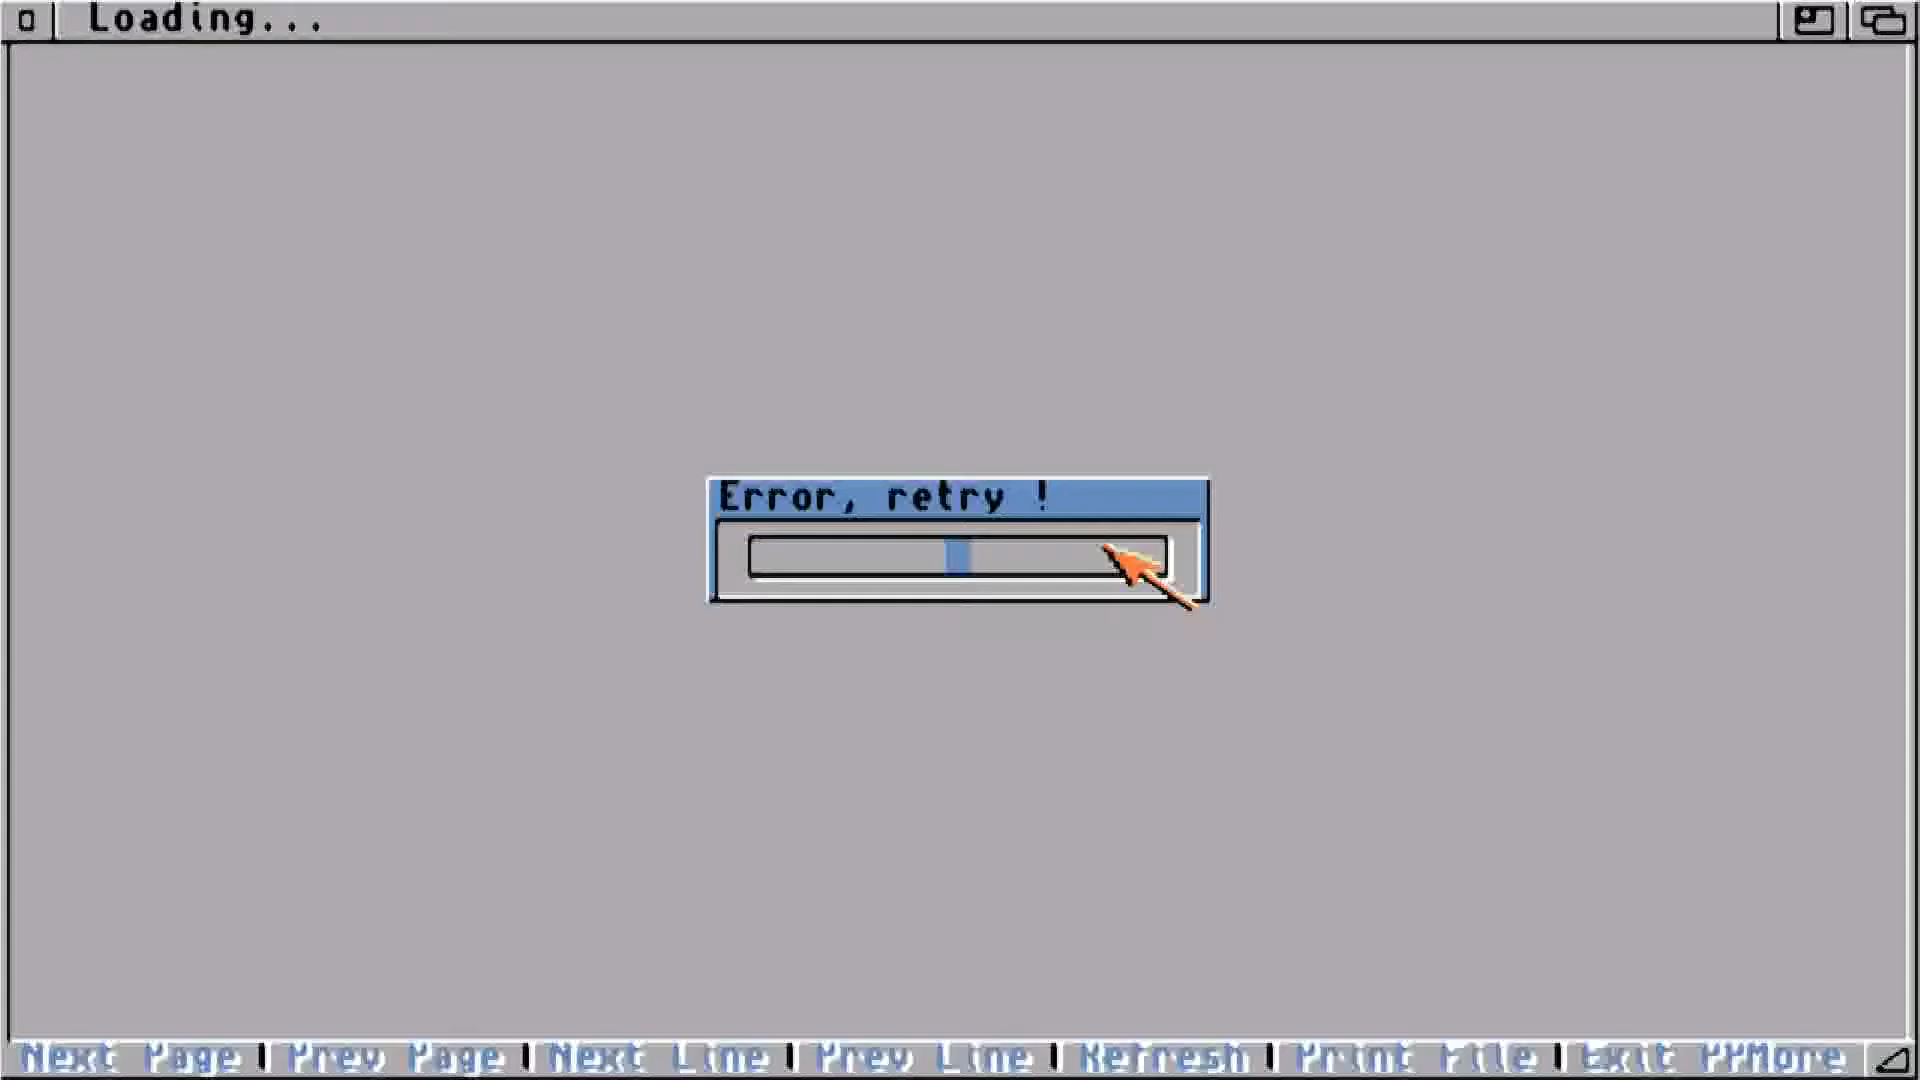 Loading...
Error, retry !
Next Page | Prev Page | Next Line | Prev Line | Refresh | Print File | Exit PPMore